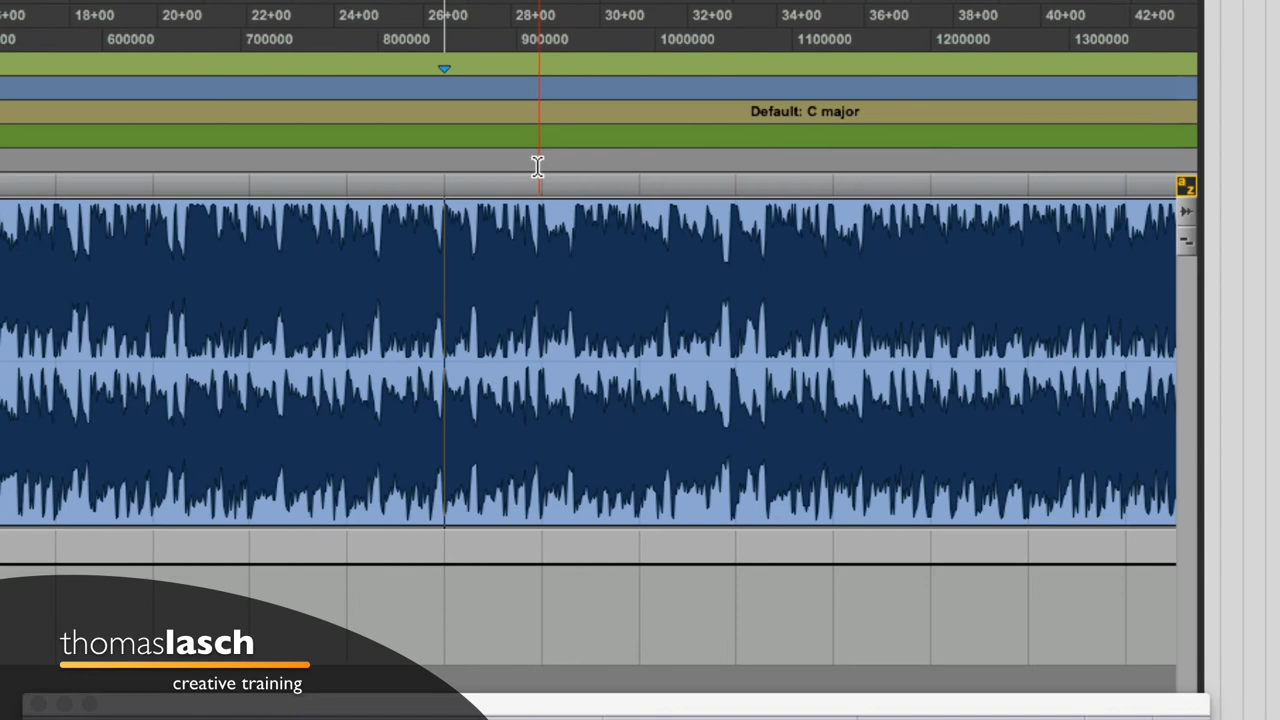 +00 18+00 20+00 22+00 24+00 26+00 28+00 30+00 32+00 34+00 36+00 38+00 40+00 42+00
00 600000 700000 800000 900000 1000000 1100000 1200000 1300000
Default: C major
a z
thomaslasch
creative training